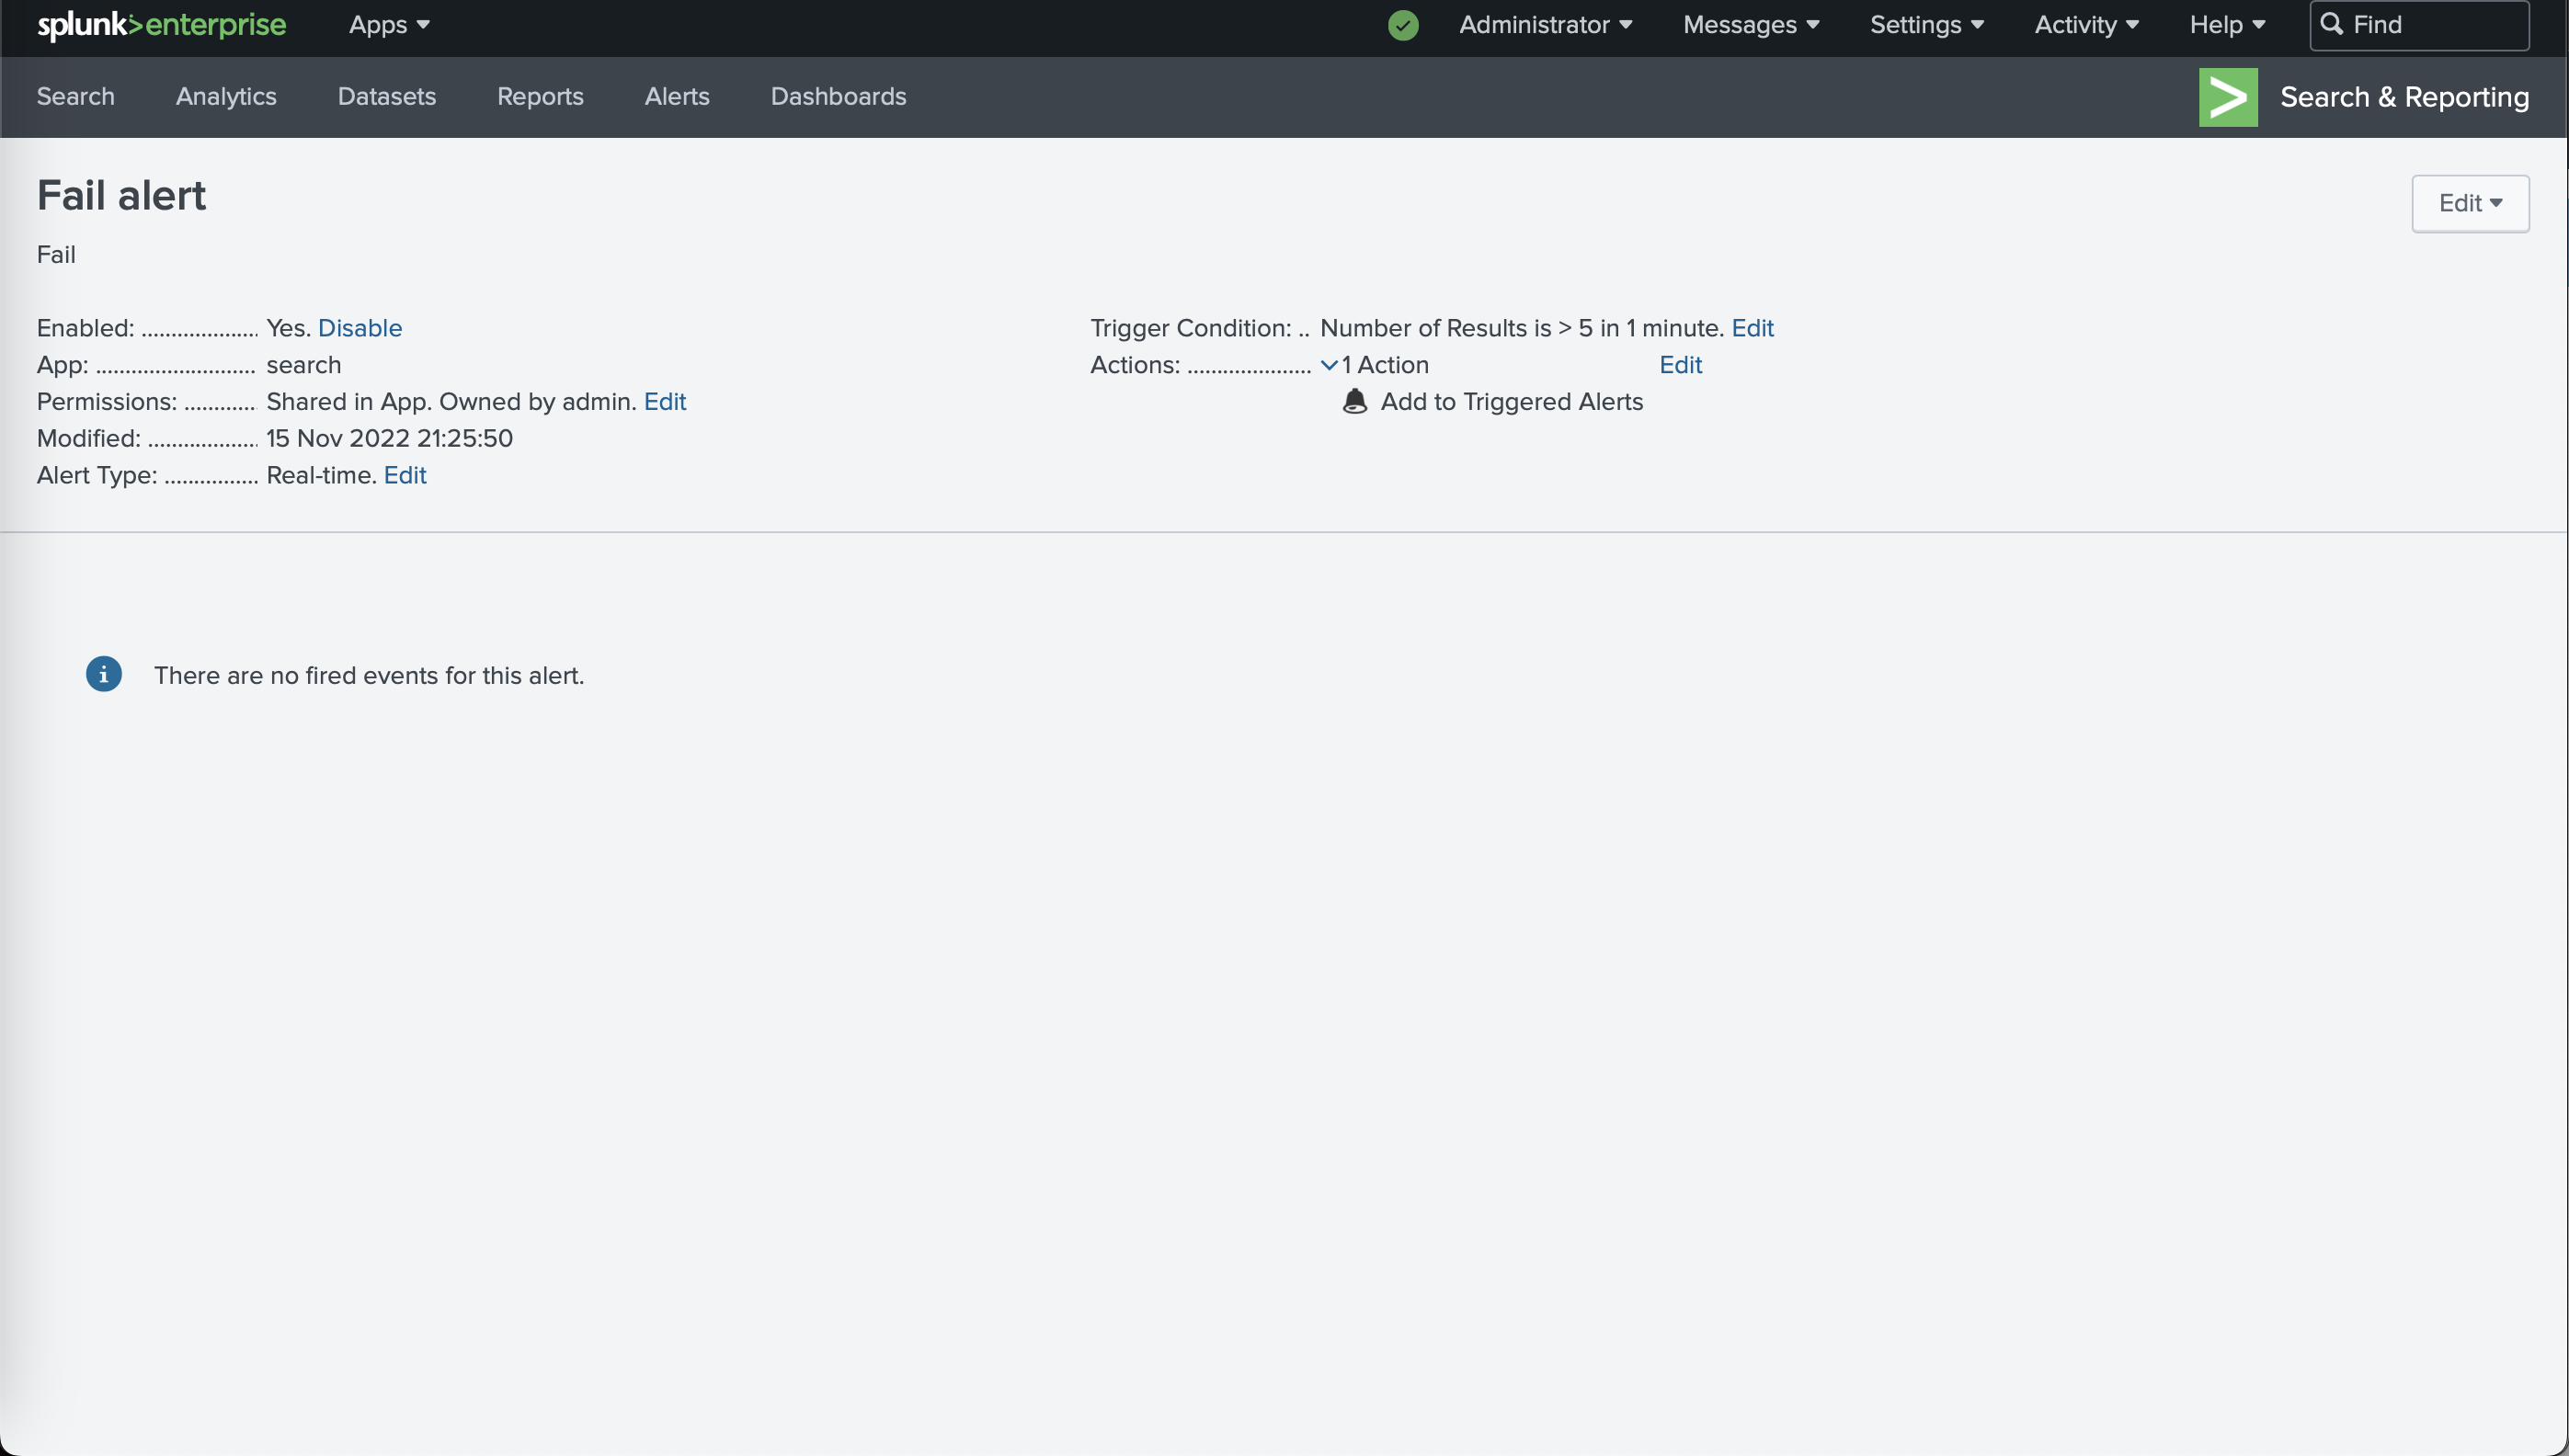 splunk>enterprise Apps Administrator Messages Settings Activity Help Find
Search Analytics Datasets Reports Alerts Dashboards Search & Reporting
Fail alert
Edit
Fail
Enabled: .................... Yes. Disable
App: ........................... search
Permissions: ............. Shared in App. Owned by admin. Edit
Modified: ................... 15 Nov 2022 21:25:50
Alert Type: ................ Real-time. Edit
Trigger Condition: .. Number of Results is > 5 in 1 minute. Edit
Actions: ..................... 1 Action Edit
Add to Triggered Alerts
There are no fired events for this alert.